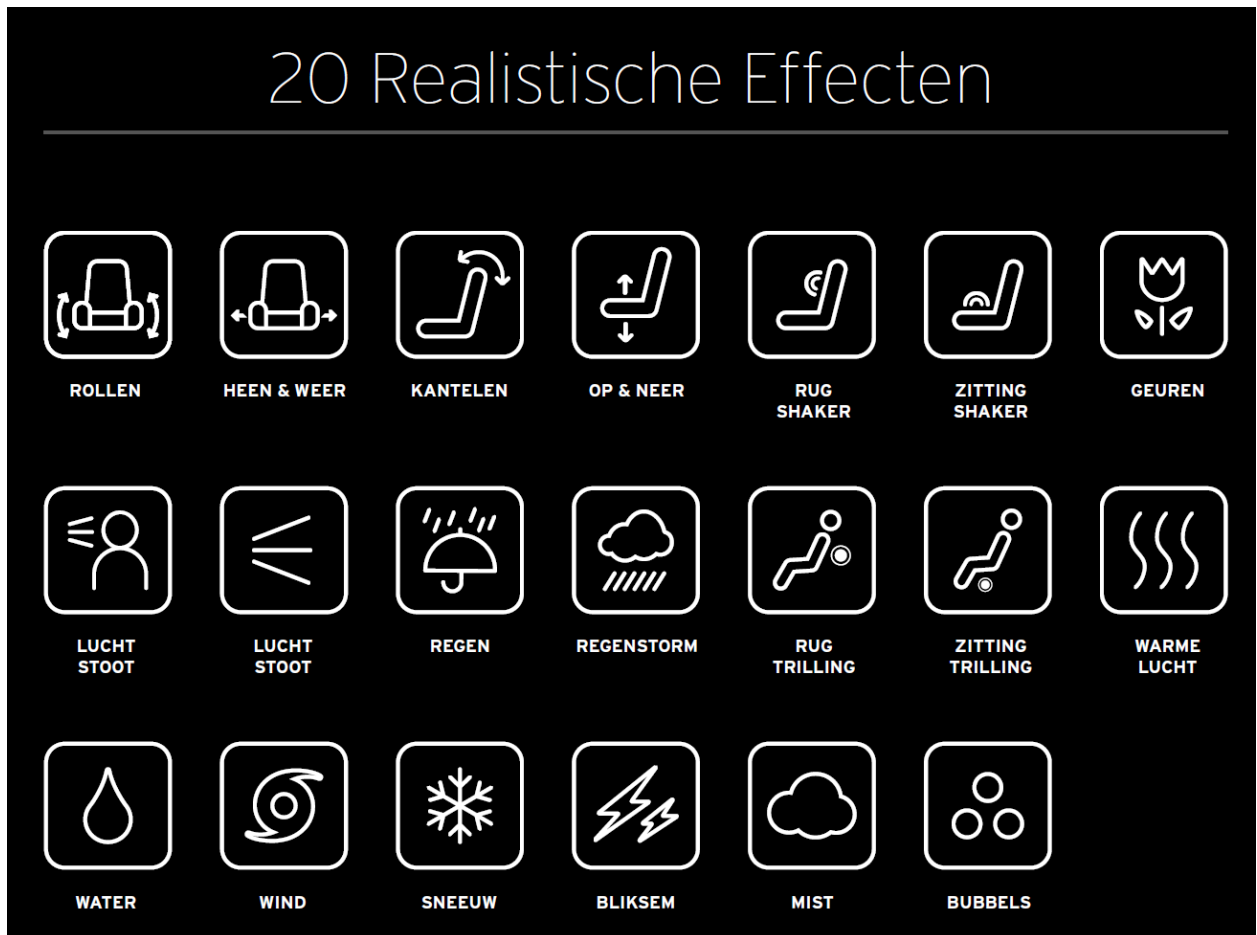 20 Realistische Effecten
ROLLEN
HEEN & WEER
KANTELEN
OP & NEER
RUG
SHAKER
ZITTING
SHAKER
GEUREN
LUCHT
STOOT
LUCHT
STOOT
REGEN
REGENSTORM
RUG
TRILLING
ZITTING
TRILLING
WARME
LUCHT
WATER
WIND
SNEEUW
BLIKSEM
MIST
BUBBELS